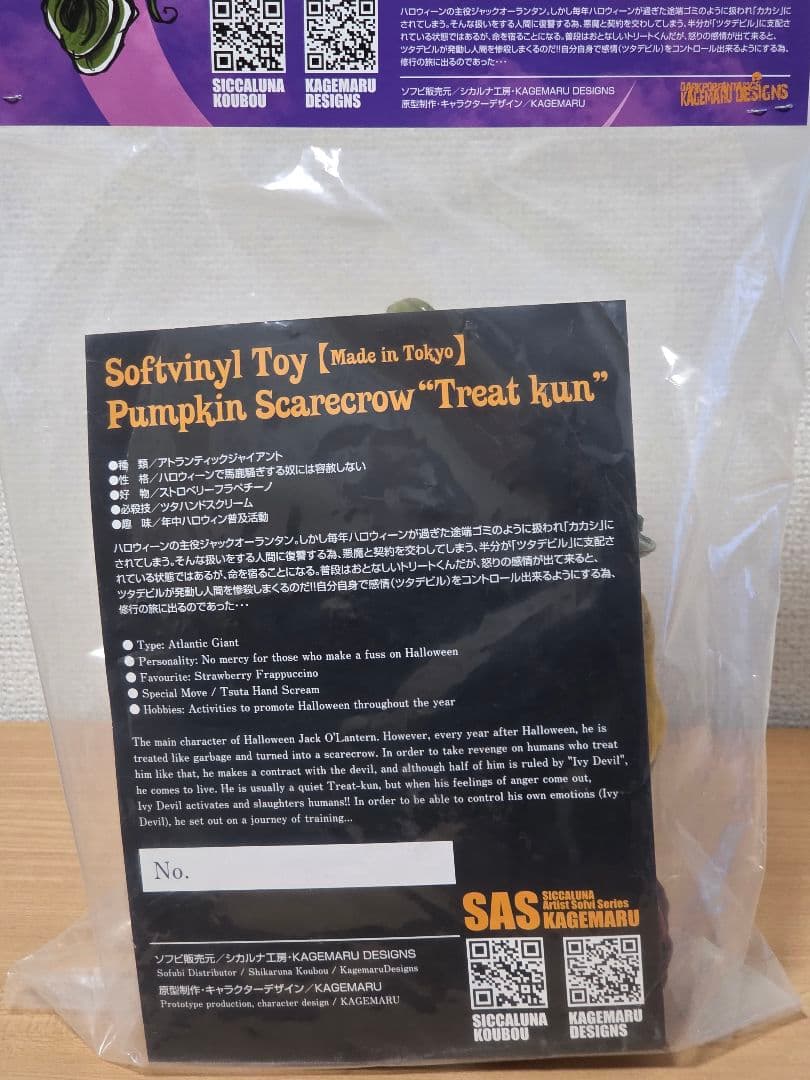 ハロウィーンの主役ジャックオーランタン。しかし毎年ハロウィーンが過ぎた途端ゴミのように扱われ「カカシ」に
されてしまう。そんな扱いをする人間に復讐する為、悪魔と契約を交わしてしまう、半分が「ツタデビル」に支配さ
れている状態ではあるが、命を宿ることになる。普段はおとなしいトリートくんだが、怒りの感情が出て来ると、
ツタデビルが発動し人間を惨殺しまくるのだ!!自分自身で感情(ツタデビル)をコントロール出来るようにする為、
修行の旅に出るのであった・・・
SICCALUNA
KOUBOU
KAGEMARU
DESIGNS
ソフビ販売元/シカルナ工房・KAGEMARU DESIGNS
原型制作・キャラクターデザイン/KAGEMARU
KAGEMARU DESIGNS
Softvinyl Toy【Made in Tokyo】
Pumpkin Scarecrow “Treat kun”
●種 類/アトランティックジャイアント
●性 格/ハロウィーンで馬鹿騒ぎする奴には容赦しない
●好 物/ストロベリーフラペチーノ
●必殺技/ツタハンドスクリーム
●趣 味/年中ハロウィン普及活動
ハロウィーンの主役ジャックオーランタン。しかし毎年ハロウィーンが過ぎた途端ゴミのように扱われ「カカシ」に
されてしまう。そんな扱いをする人間に復讐する為、悪魔と契約を交わしてしまう、半分が「ツタデビル」に支配さ
れている状態ではあるが、命を宿ることになる。普段はおとなしいトリートくんだが、怒りの感情が出て来ると、
ツタデビルが発動し人間を惨殺しまくるのだ!!自分自身で感情(ツタデビル)をコントロール出来るようにする為、
修行の旅に出るのであった・・・
● Type: Atlantic Giant
● Personality: No mercy for those who make a fuss on Halloween
● Favourite: Strawberry Frappuccino
● Special Move / Tsuta Hand Scream
● Hobbies: Activities to promote Halloween throughout the year
The main character of Halloween Jack O'Lantern. However, every year after Halloween, he is
treated like garbage and turned into a scarecrow. In order to take revenge on humans who treat
him like that, he makes a contract with the devil, and although half of him is ruled by "Ivy Devil",
he comes to live. He is usually a quiet Treat-kun, but when his feelings of anger come out,
Ivy Devil activates and slaughters humans!! In order to be able to control his own emotions (Ivy
Devil), he set out on a journey of training...
No.
SAS SICCALUNA
Artist Sofvi Series
KAGEMARU
ソフビ販売元/シカルナ工房・KAGEMARU DESIGNS
Sofubi Distributor / Shikaruna Koubou / KagemaruDesigns
原型制作・キャラクターデザイン/KAGEMARU
Prototype production, character design / KAGEMARU
SICCALUNA
KOUBOU
KAGEMARU
DESIGNS